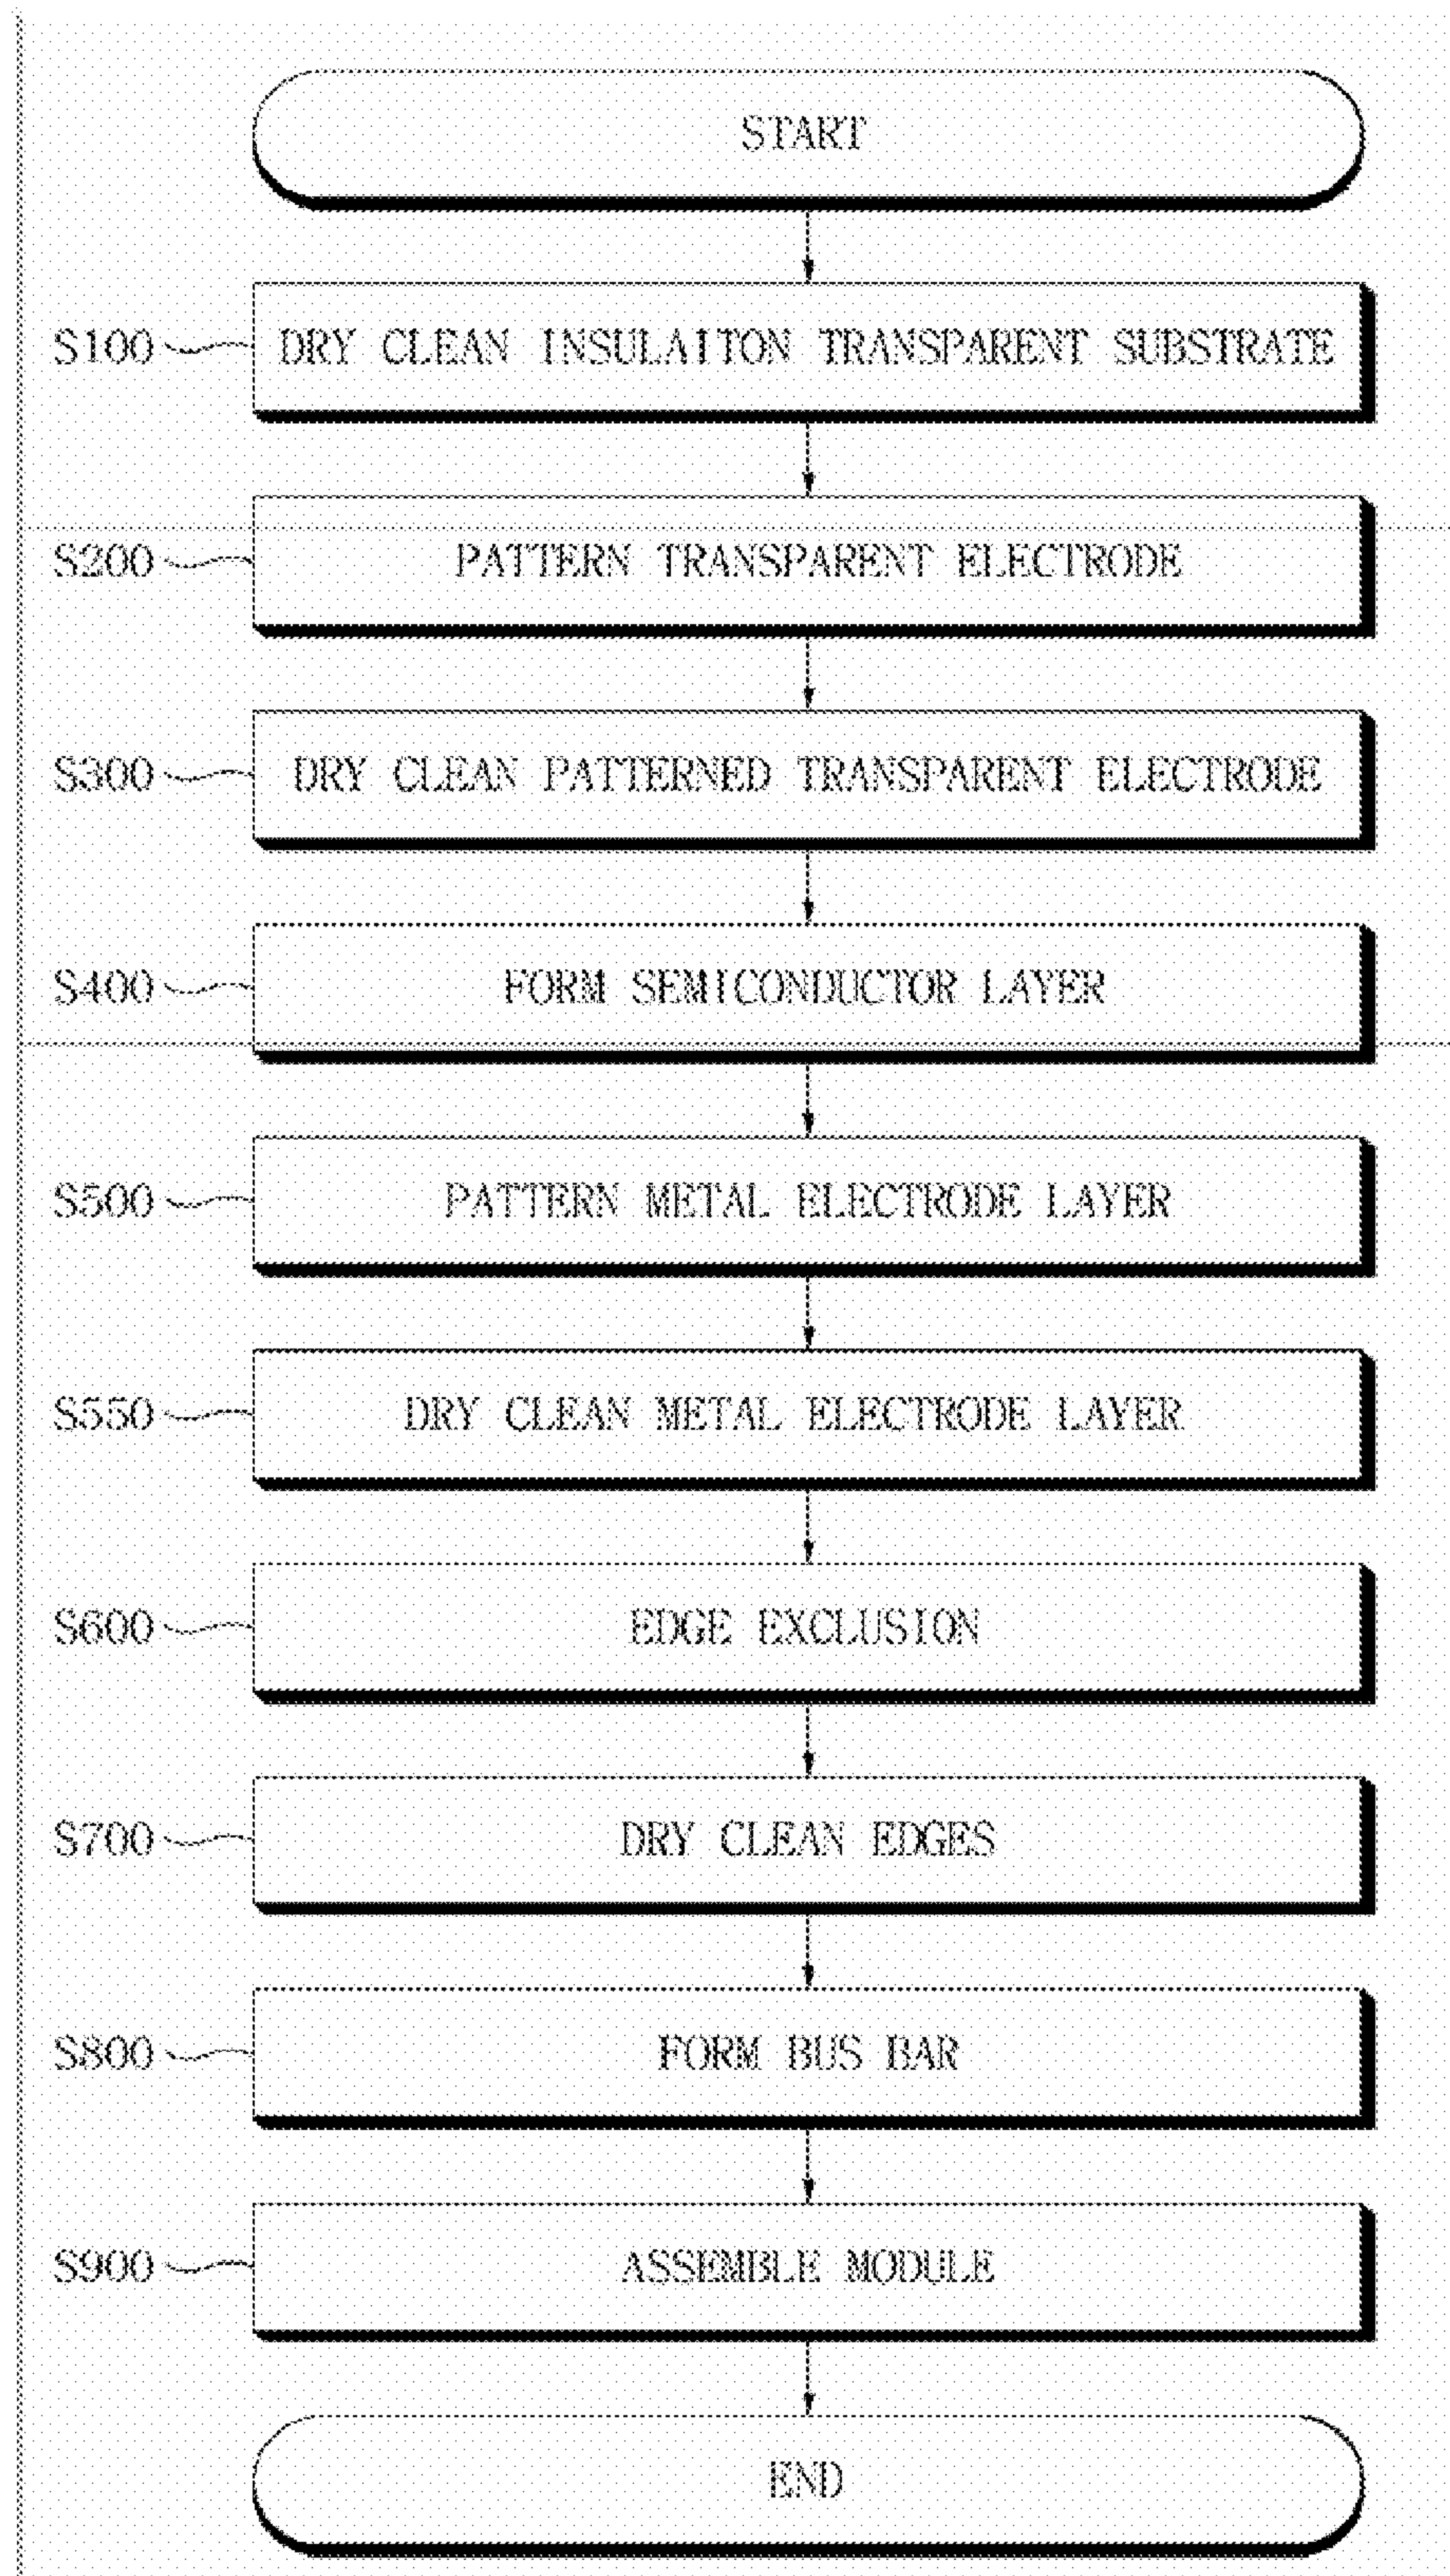 START
S100 DRY CLEAN INSULAITON TRANSPARENT SUBSTRATE
S200 PATTERN TRANSPARENT ELECTRODE
S300 DRY CLEAN PATTERNED TRANSPARENT ELECTRODE
S400 FORM SEMICONDUCTOR LAYER
S500 PATTERN METAL ELECTRODE LAYER
S550 DRY CLEAN METAL ELECTRODE LAYER
S600 EDGE EXCLUSION
S700 DRY CLEAN EDGES
S800 FORM BUS BAR
S900 ASSEMBLE MODULE
END